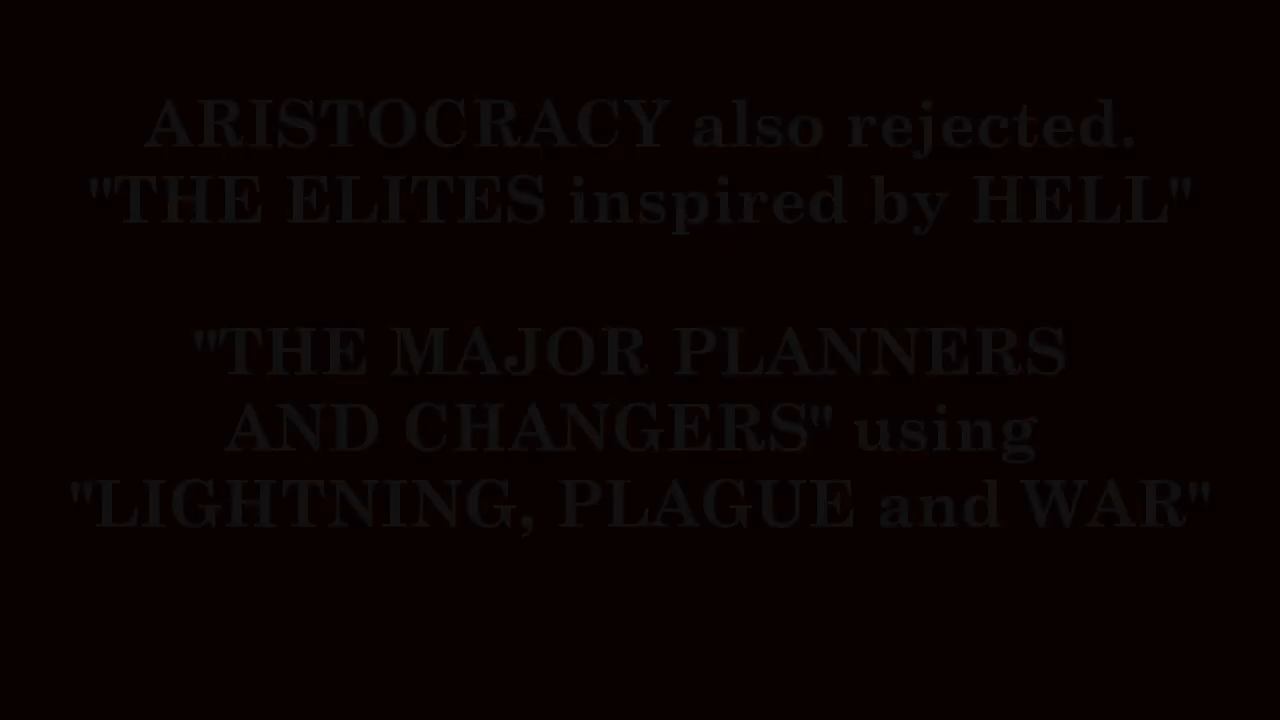 ARISTOCRACY also rejected.
"THE ELITES inspired by HELL"
"THE MAJOR PLANNERS
AND CHANGERS" using
"LIGHTNING, PLAGUE and WAR"